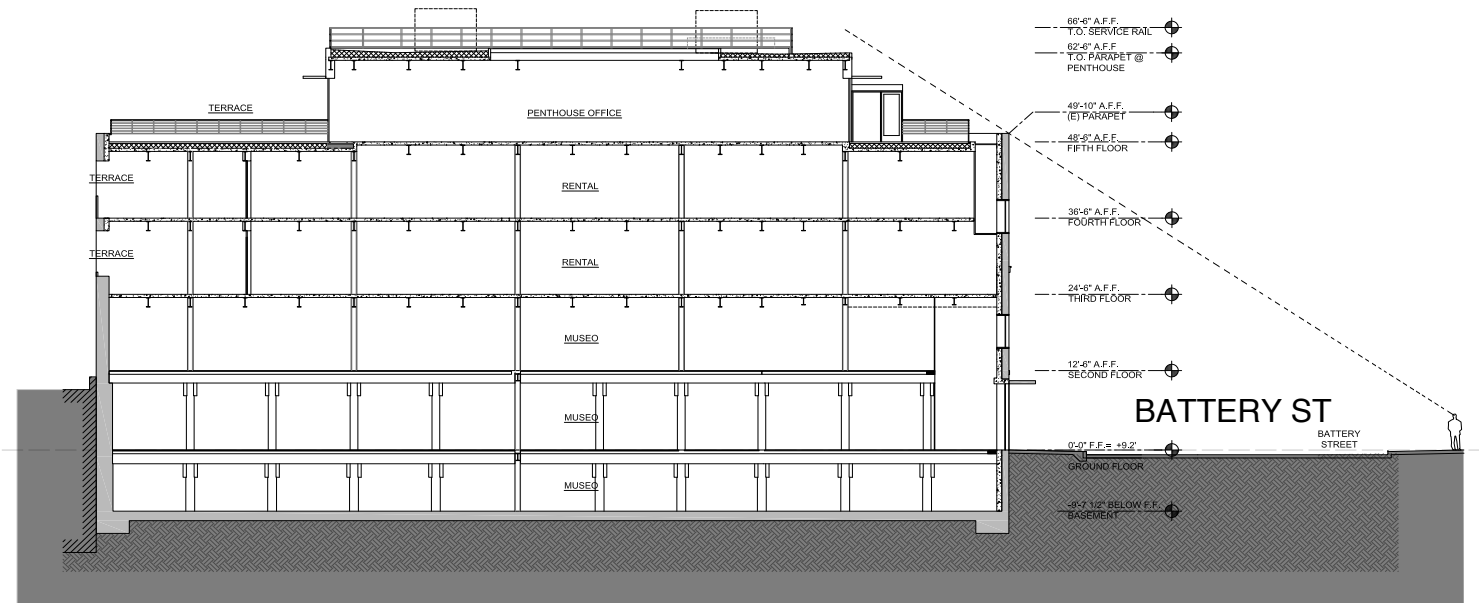 66'-6" A.F.F.
T.O. SERVICE RAIL
62'-6" A.F.F
T.O. PARAPET @
PENTHOUSE
TERRACE
PENTHOUSE OFFICE
49'-10" A.F.F.
(E) PARAPET
48'-6" A.F.F.
FIFTH FLOOR
TERRACE
RENTAL
36'-6" A.F.F.
FOURTH FLOOR
TERRACE
RENTAL
24'-6" A.F.F.
THIRD FLOOR
MUSEO
12'-6" A.F.F.
SECOND FLOOR
MUSEO
BATTERY ST
BATTERY
STREET
0'-0" F.F.= +9.2'
GROUND FLOOR
MUSEO
-9'-7 1/2" BELOW F.F.
BASEMENT